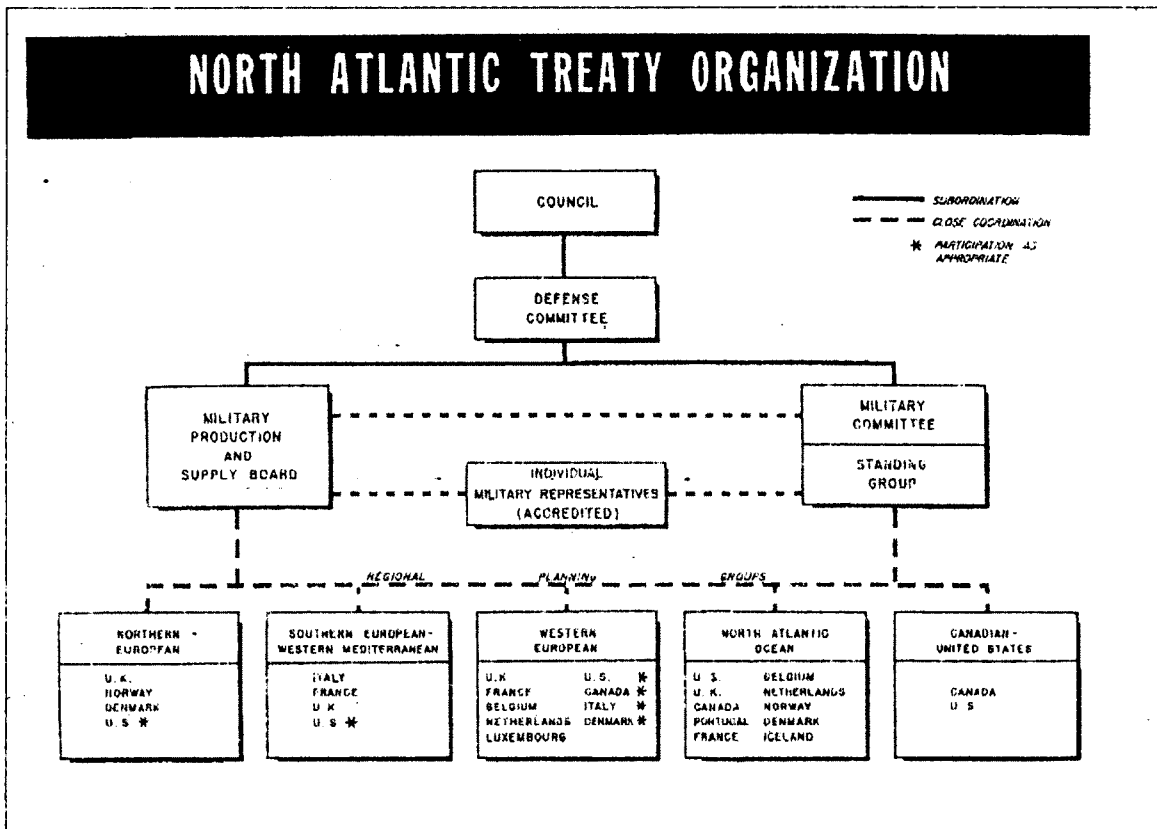 NORTH ATLANTIC TREATY ORGANIZATION
COUNCIL
SUBORDINATION
CLOSE COORDINATION
* PARTICIPATION AS
APPROPRIATE
DEFENSE
COMMITTEE
MILITARY
PRODUCTION
AND
SUPPLY BOARD
MILITARY
COMMITTEE
STANDING
GROUP
INDIVIDUAL
MILITARY REPRESENTATIVES
(ACCREDITED)
REGIONAL PLANNING GROUPS
NORTHERN -
EUROPEAN
U.K.
NORWAY
DENMARK
U.S *
SOUTHERN EUROPEAN-
WESTERN MEDITERRANEAN
ITALY
FRANCE
U K
U S *
WESTERN
EUROPEAN
U.K U.S. *
FRANCE CANADA *
BELGIUM ITALY *
NETHERLANDS DENMARK *
LUXEMBOURG
NORTH ATLANTIC
OCEAN
U S. BELGIUM
U.K. NETHERLANDS
CANADA NORWAY
PORTUGAL DENMARK
FRANCE ICELAND
CANADIAN-
UNITED STATES
CANADA
U S